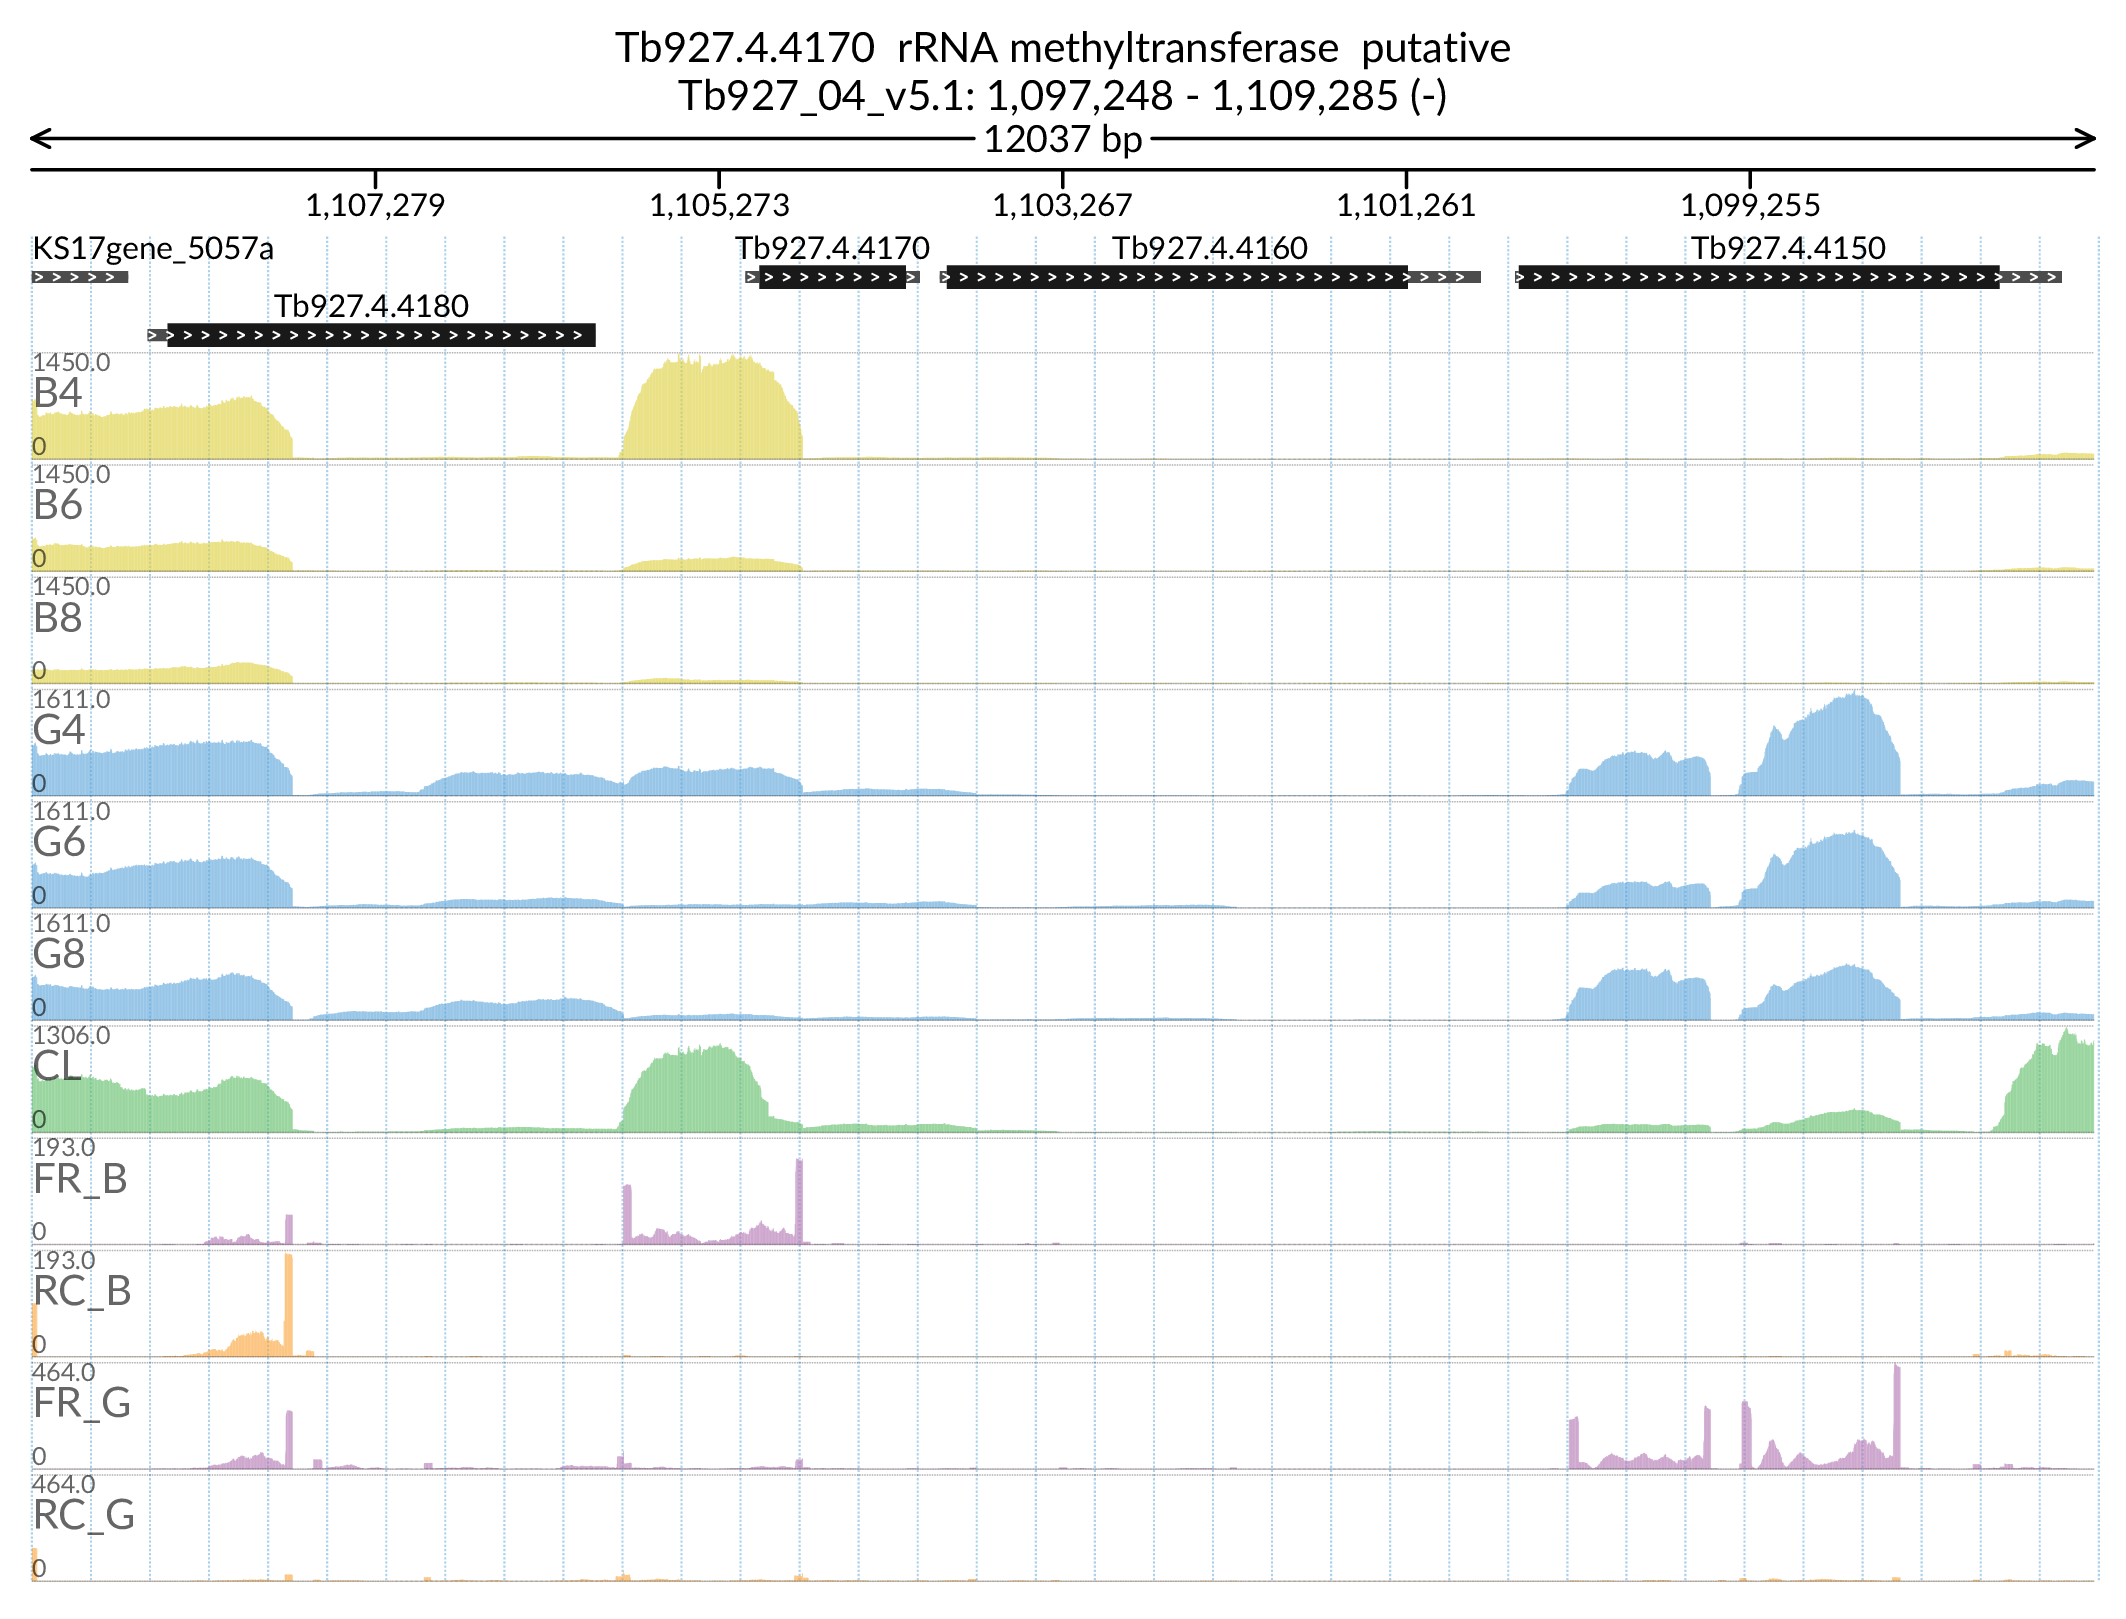 Tb927.4.4170 rRNA methyltransferase putative
Tb927_04_v5.1: 1,097,248 - 1,109,285 (-)
12037 bp
1,107,279 1,105,273 1,103,267 1,101,261 1,099,255
KS17gene_5057a Tb927.4.4170 Tb927.4.4160 Tb927.4.4150
Tb927.4.4180
1450.0
B4
0
1450.0
B6
0
1450.0
B8
0
1611.0
G4
0
1611.0
G6
0
1611.0
G8
0
1306.0
CL
0
193.0
FR_B
0
193.0
RC_B
0
464.0
FR_G
0
464.0
RC_G
0